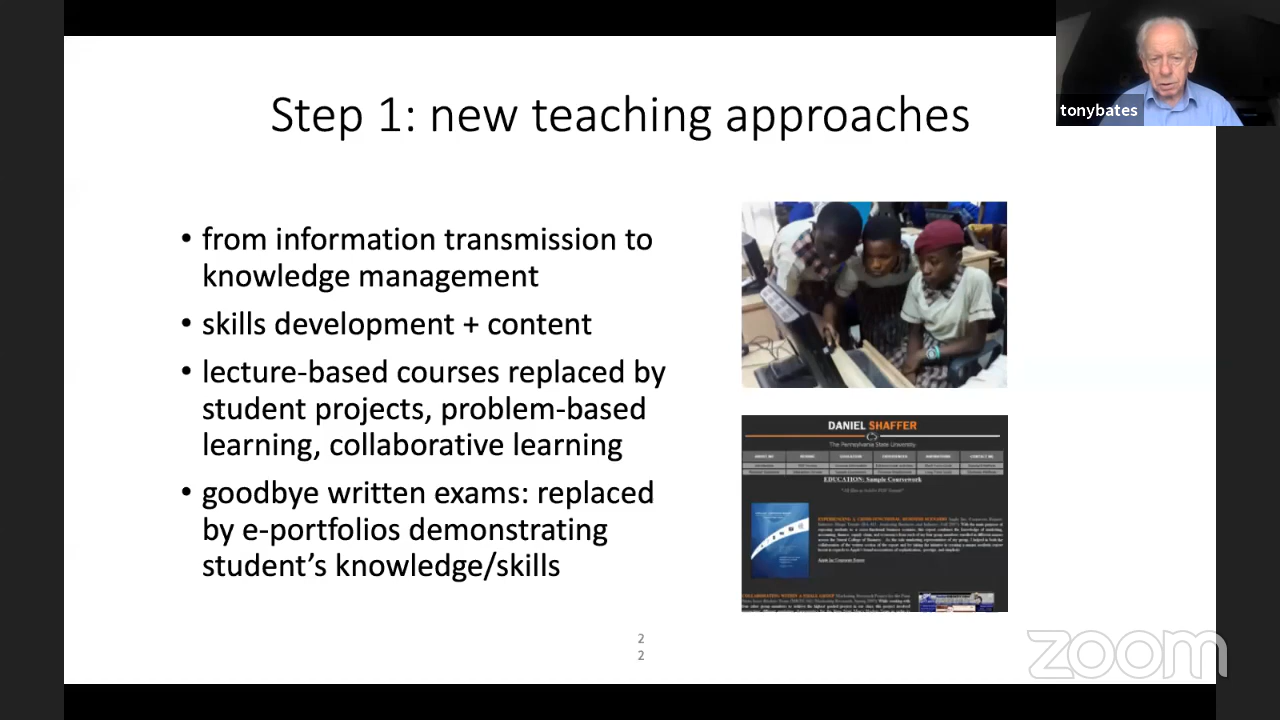 tonybates
Step 1: new teaching approaches
• from information transmission to
knowledge management
• skills development + content
• lecture-based courses replaced by
student projects, problem-based
learning, collaborative learning
• goodbye written exams: replaced
by e-portfolios demonstrating
student’s knowledge/skills
DANIEL SHAFFER
The Pennsylvania State University
EDUCATION: Sample Coursework
2
2
zoom